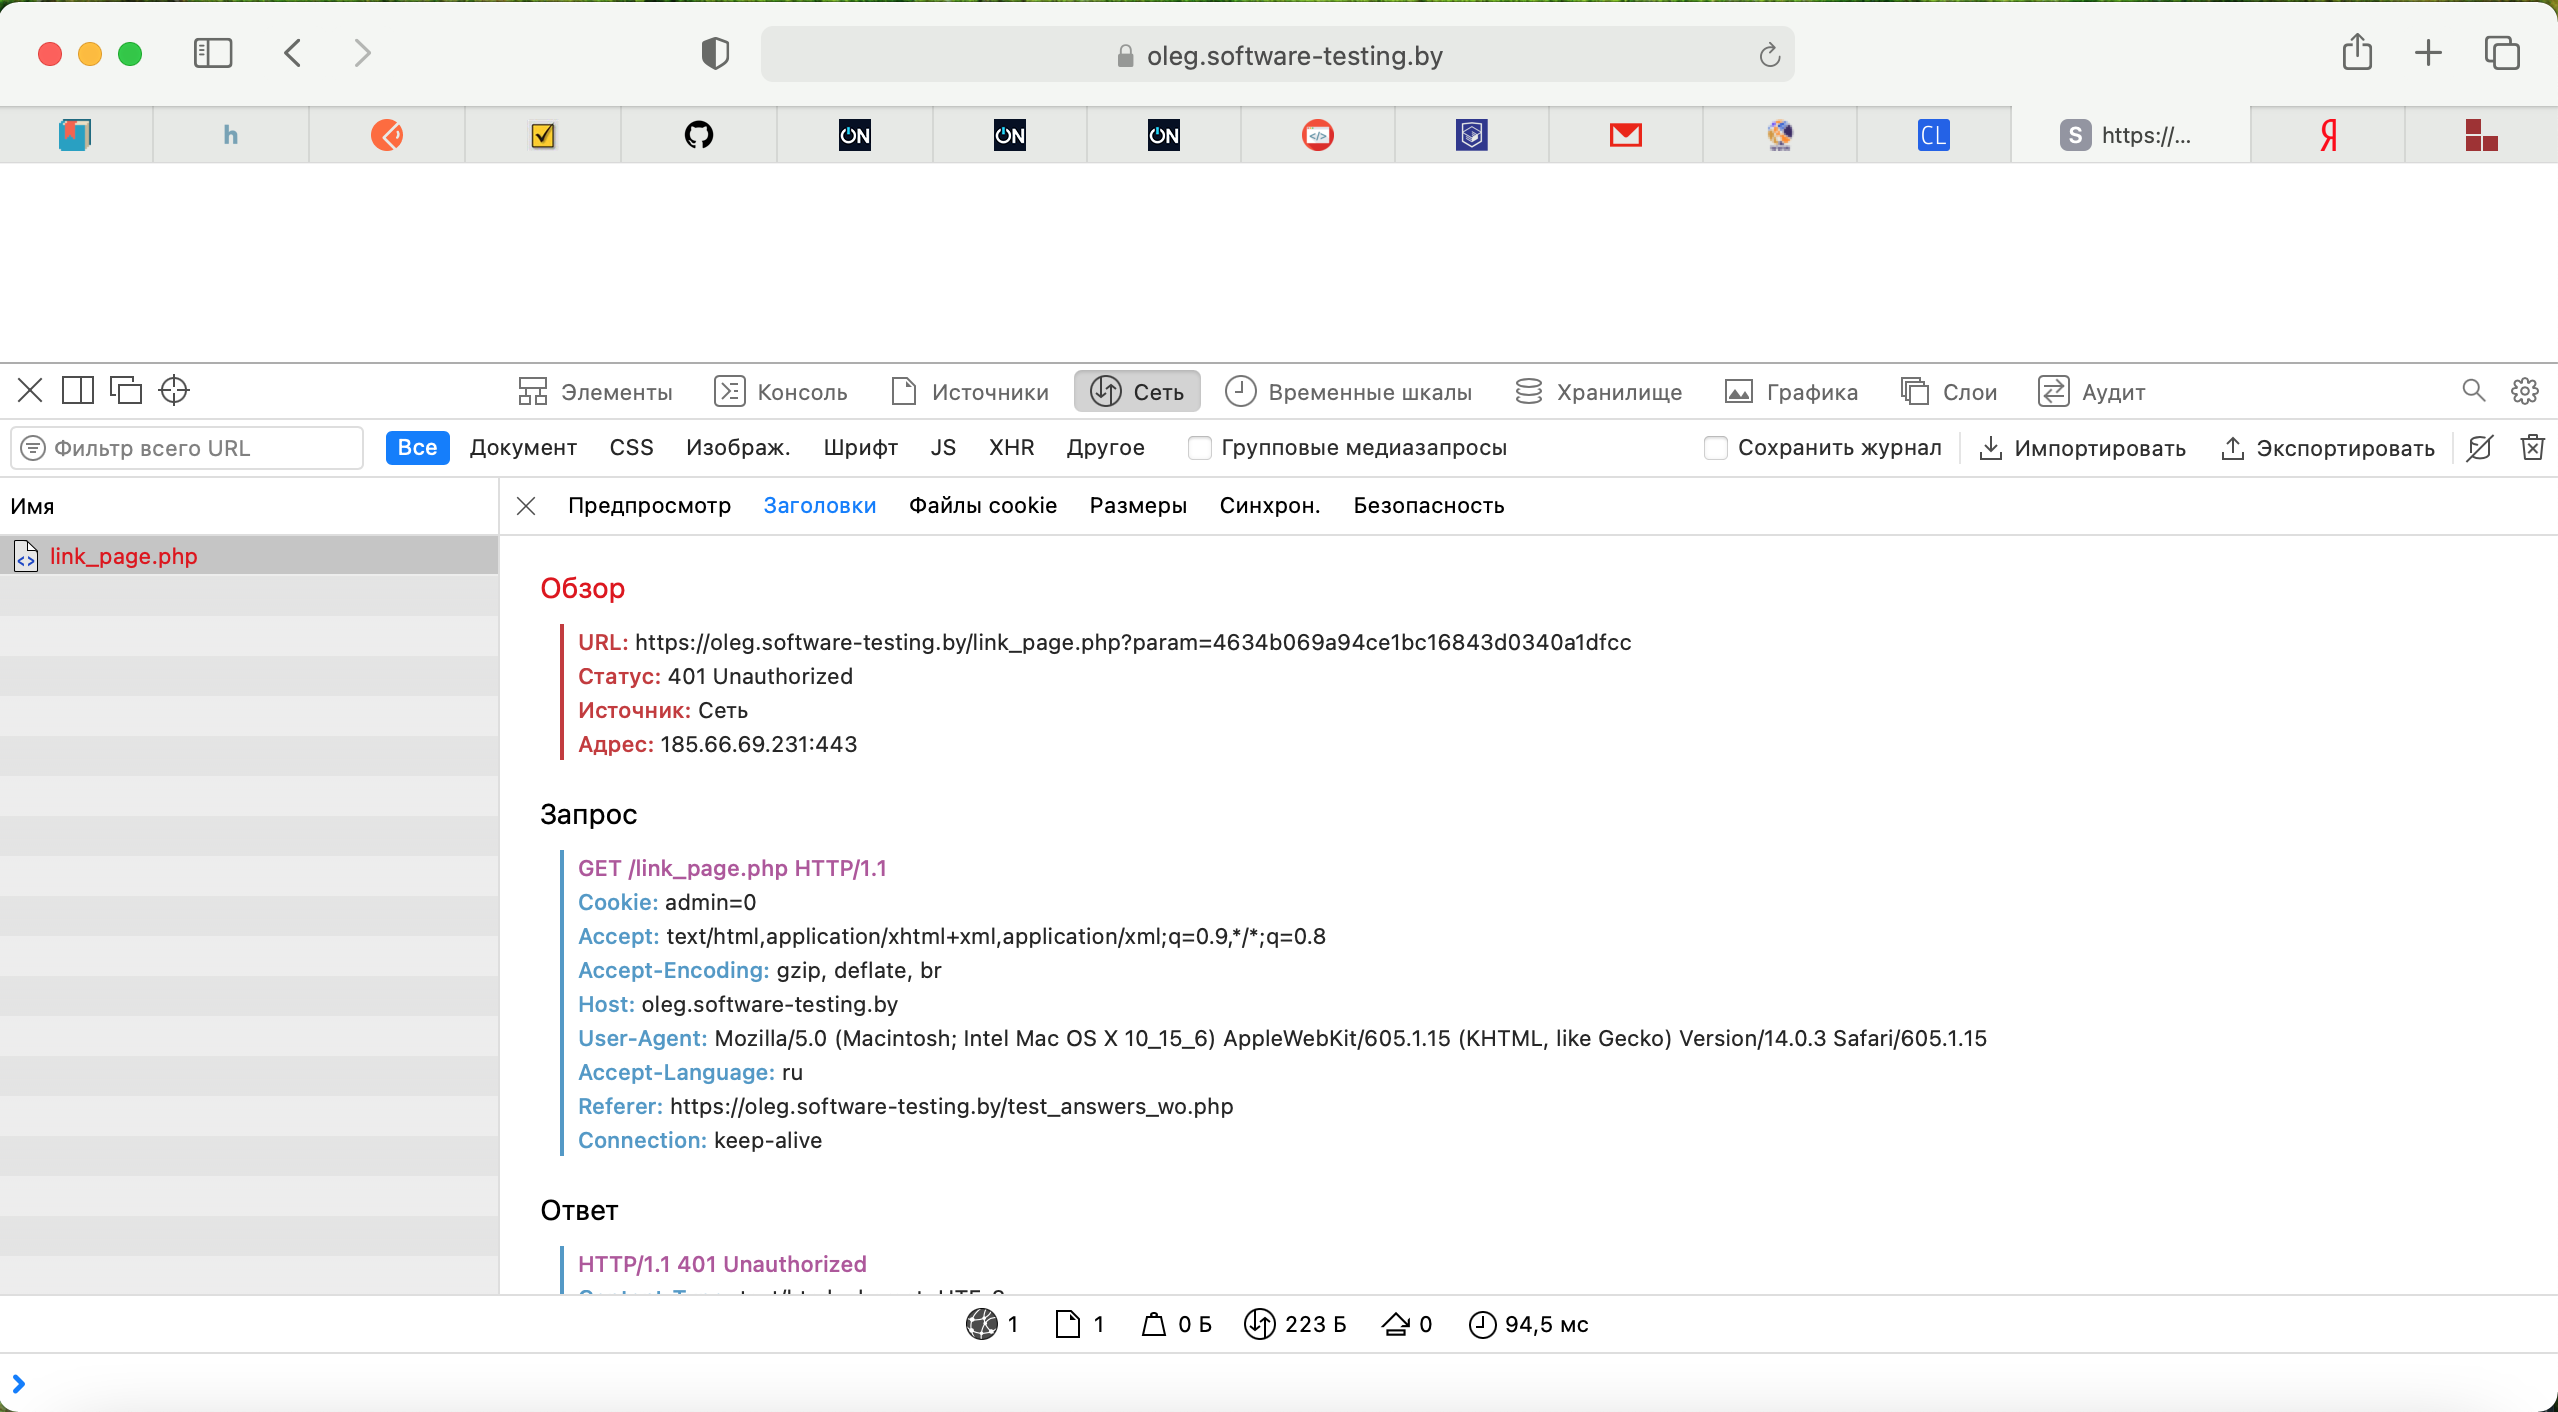 oleg.software-testing.by
h
ON
ON
ON
CL
S https://...
Я
Элементы Консоль Источники Сеть Временные шкалы Хранилище Графика Слои Аудит
Фильтр всего URL Все Документ CSS Изображ. Шрифт JS XHR Другое Групповые медиазапросы Сохранить журнал Импортировать Экспортировать
Имя
Предпросмотр Заголовки Файлы cookie Размеры Синхрон. Безопасность
link_page.php
Обзор
URL: https://oleg.software-testing.by/link_page.php?param=4634b069a94ce1bc16843d0340a1dfcc
Статус: 401 Unauthorized
Источник: Сеть
Адрес: 185.66.69.231:443
Запрос
GET /link_page.php HTTP/1.1
Cookie: admin=0
Accept: text/html,application/xhtml+xml,application/xml;q=0.9,*/*;q=0.8
Accept-Encoding: gzip, deflate, br
Host: oleg.software-testing.by
User-Agent: Mozilla/5.0 (Macintosh; Intel Mac OS X 10_15_6) AppleWebKit/605.1.15 (KHTML, like Gecko) Version/14.0.3 Safari/605.1.15
Accept-Language: ru
Referer: https://oleg.software-testing.by/test_answers_wo.php
Connection: keep-alive
Ответ
HTTP/1.1 401 Unauthorized
1 1 0 Б 223 Б 0 94,5 мс